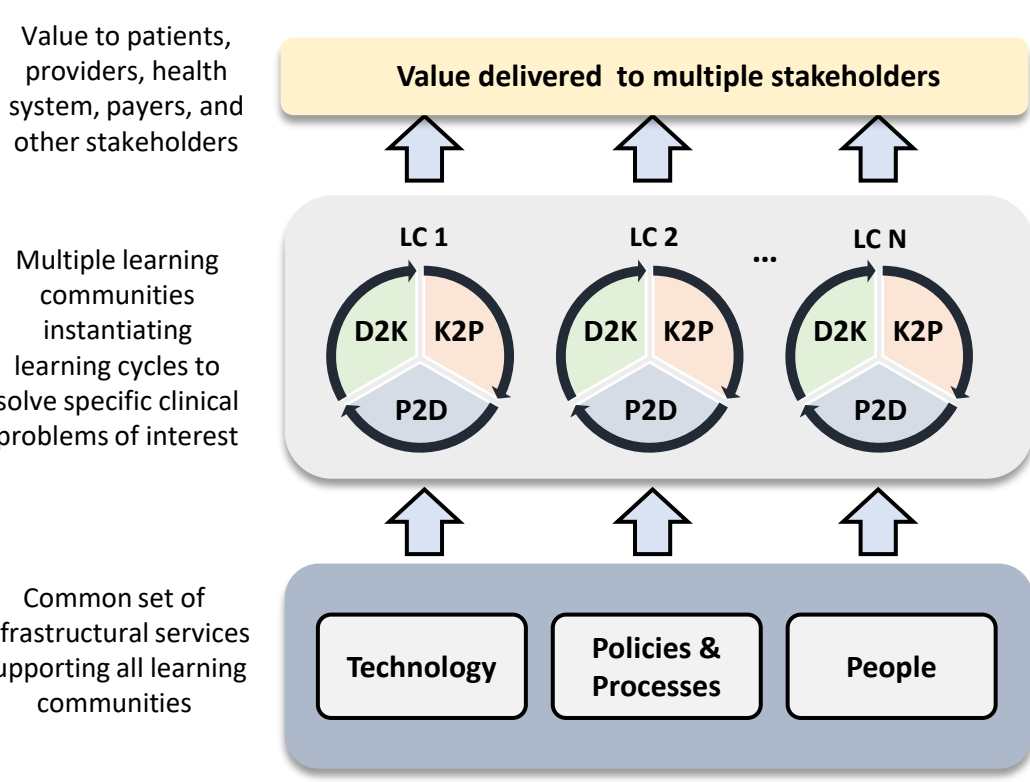 Value to patients,
providers, health
system, payers, and
other stakeholders
Value delivered to multiple stakeholders
Multiple learning
communities
instantiating
learning cycles to
solve specific clinical
problems of interest
LC 1
D2K K2P
P2D
LC 2
D2K K2P
P2D
...
LC N
D2K K2P
P2D
Common set of
frastructural services
upporting all learning
communities
Technology
Policies &
Processes
People